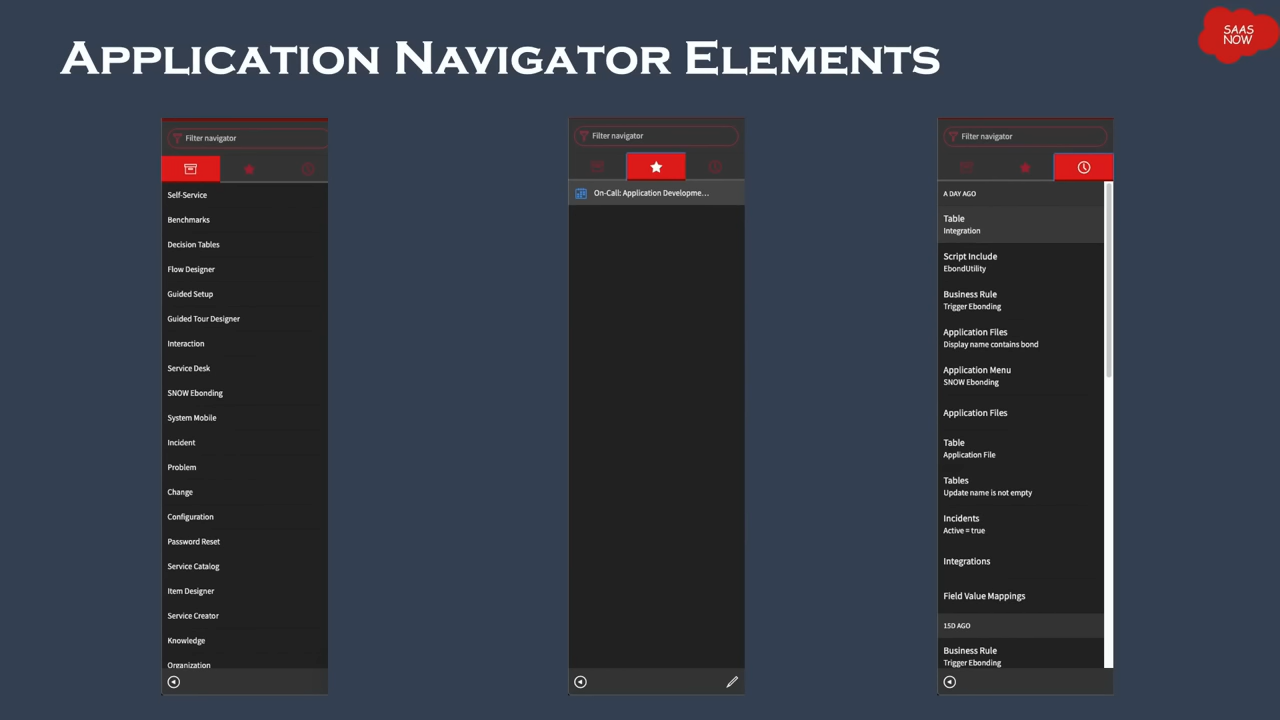 APPLICATION NAVIGATOR ELEMENTS
SAAS
NOW
Filter navigator
Self-Service
Benchmarks
Decision Tables
Flow Designer
Guided Setup
Guided Tour Designer
Interaction
Service Desk
SNOW Ebonding
System Mobile
Incident
Problem
Change
Configuration
Password Reset
Service Catalog
Item Designer
Service Creator
Knowledge
Organization
Filter navigator
On-Call: Application Developme...
Filter navigator
A DAY AGO
Table
Integration
Script Include
EbondUtility
Business Rule
Trigger Ebonding
Application Files
Display name contains bond
Application Menu
SNOW Ebonding
Application Files
Table
Application File
Tables
Update name is not empty
Incidents
Active = true
Integrations
Field Value Mappings
15D AGO
Business Rule
Trigger Ebonding